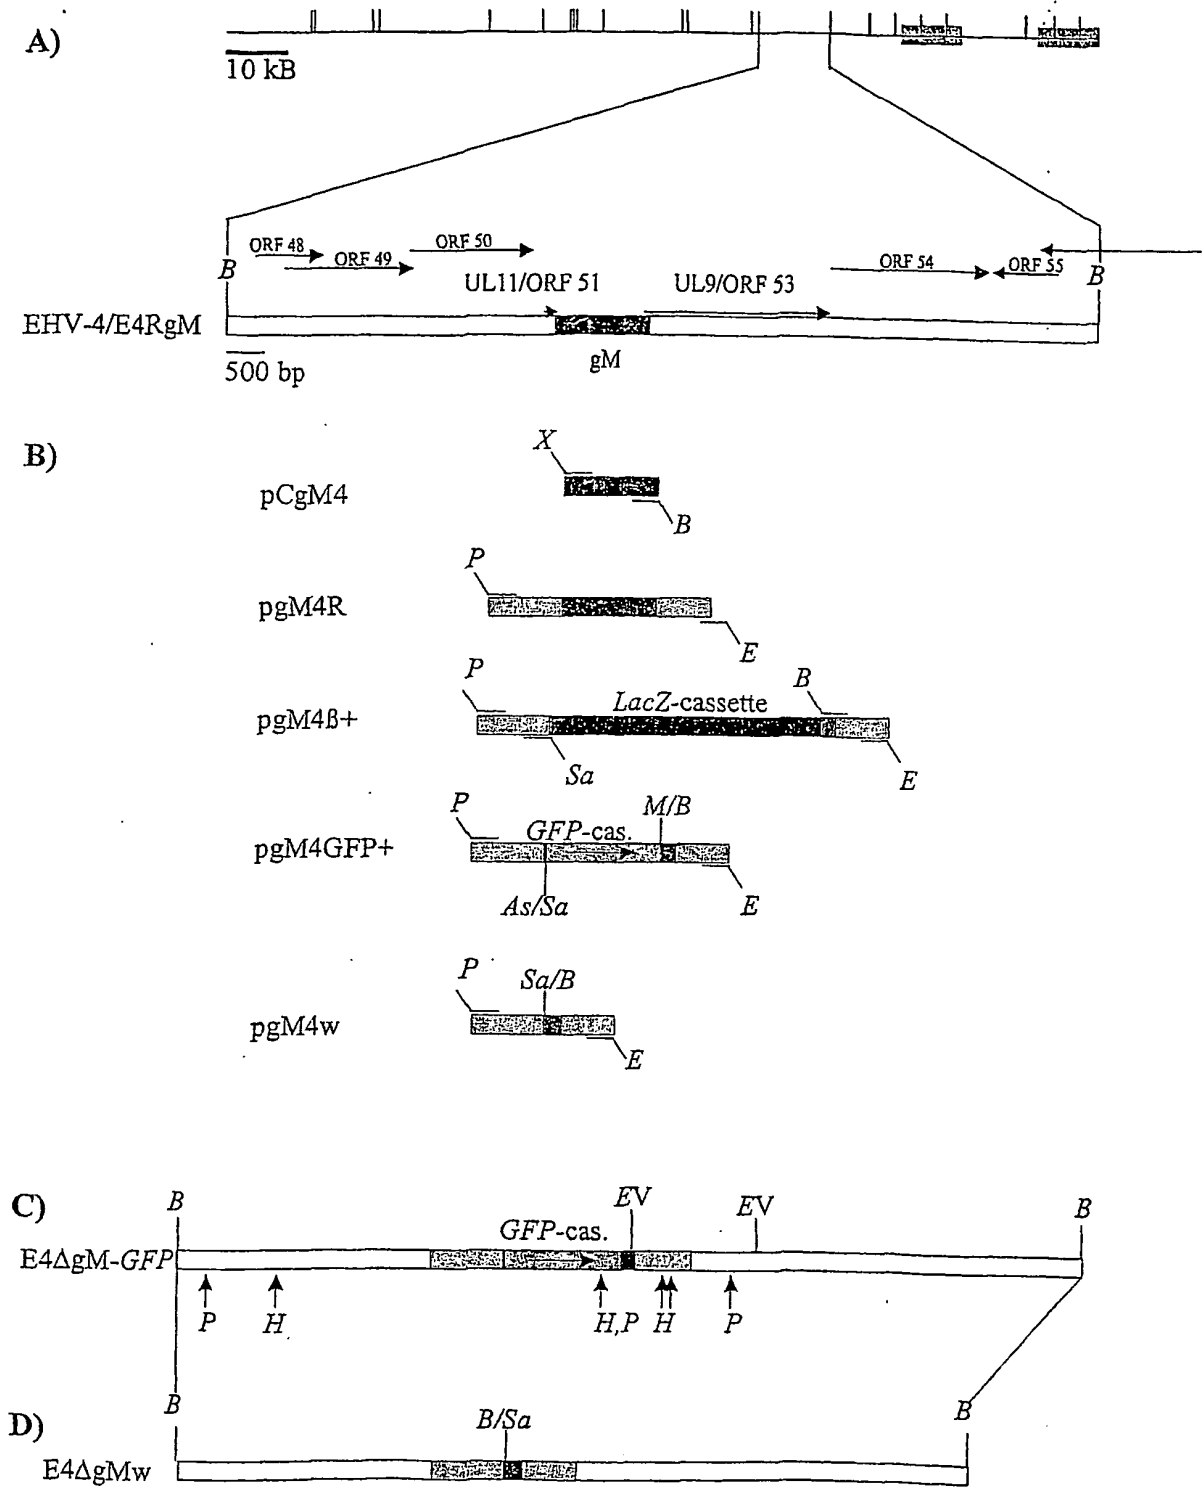 A)
10 kB
ORF 48
ORF 49
ORF 50
ORF 54
ORF 55
B
B
UL11/ORF 51
UL9/ORF 53
EHV-4/E4RgM
gM
500 bp
B)
X
pCgM4
B
P
pgM4R
E
P
B
LacZ-cassette
pgM4ß+
Sa
E
P
M/B
GFP-cas.
pgM4GFP+
As/Sa
E
P
Sa/B
pgM4w
E
C)
B
EV
EV
B
GFP-cas.
E4ΔgM-GFP
P
H
H,P
H
P
B
B
D)
B/Sa
E4ΔgMw